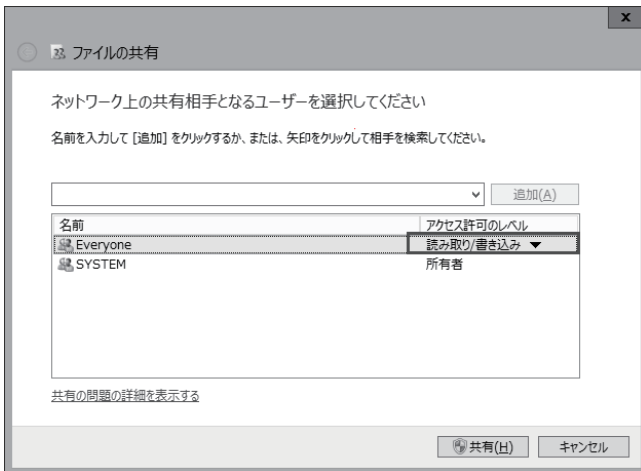 x
ファイルの共有
ネットワーク上の共有相手となるユーザーを選択してください
名前を入力して [追加] をクリックするか、または、矢印をクリックして相手を検索してください。
追加(A)
名前 アクセス許可のレベル
Everyone 読み取り/書き込み ▼
SYSTEM 所有者
共有の問題の詳細を表示する
共有(H) キャンセル